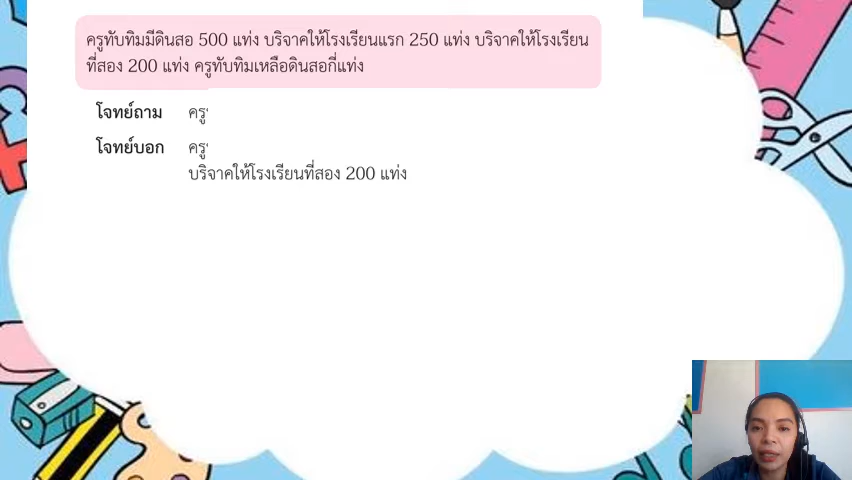 ครูทับทิมมีดินสอ 500 แท่ง บริจาคให้โรงเรียนแรก 250 แท่ง บริจาคให้โรงเรียน
ที่สอง 200 แท่ง ครูทับทิมเหลือดินสอกี่แท่ง
โจทย์ถาม ครู
โจทย์บอก ครู
บริจาคให้โรงเรียนที่สอง 200 แท่ง